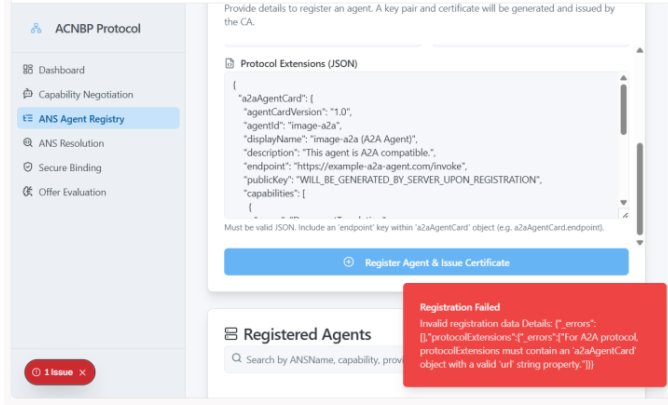 Provide details to register an agent. A key pair and certificate will be generated and issued by
the CA.
ACNBP Protocol
Dashboard
Capability Negotiation
ANS Agent Registry
ANS Resolution
Secure Binding
Offer Evaluation
Protocol Extensions (JSON)
{
"a2aAgentCard": {
"agentCardVersion": "1.0",
"agentId": "image-a2a",
"displayName": "image-a2a (A2A Agent)",
"description": "This agent is A2A compatible.",
"endpoint": "https://example-a2a-agent.com/invoke",
"publicKey": "WILL_BE_GENERATED_BY_SERVER_UPON_REGISTRATION",
"capabilities": [
{
Must be valid JSON. Include an 'endpoint' key within 'a2aAgentCard' object (e.g. a2aAgentCard.endpoint).
Register Agent & Issue Certificate
Registered Agents
Search by ANSName, capability, provi
Registration Failed
Invalid registration data Details: {"_errors":
[],"protocolExtensions":{"_errors":["For A2A protocol,
protocolExtensions must contain an 'a2aAgentCard'
object with a valid 'url' string property."]}}
1 Issue ×